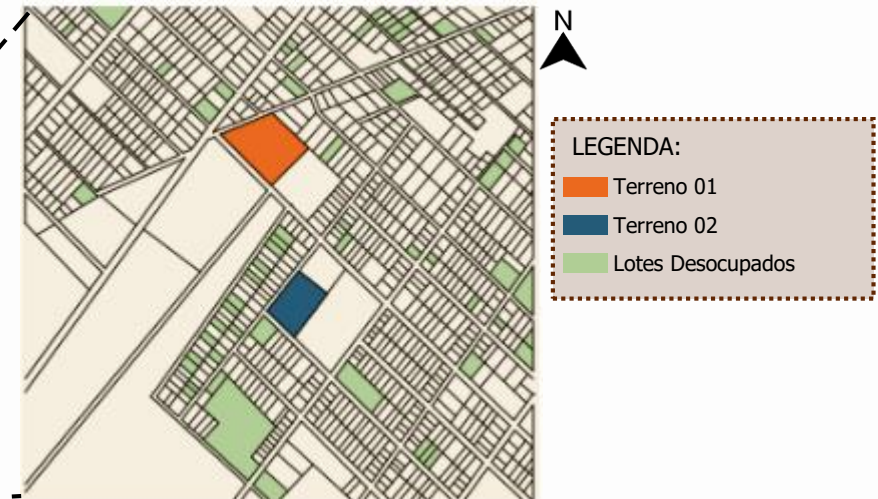 N
LEGENDA:
Terreno 01
Terreno 02
Lotes Desocupados